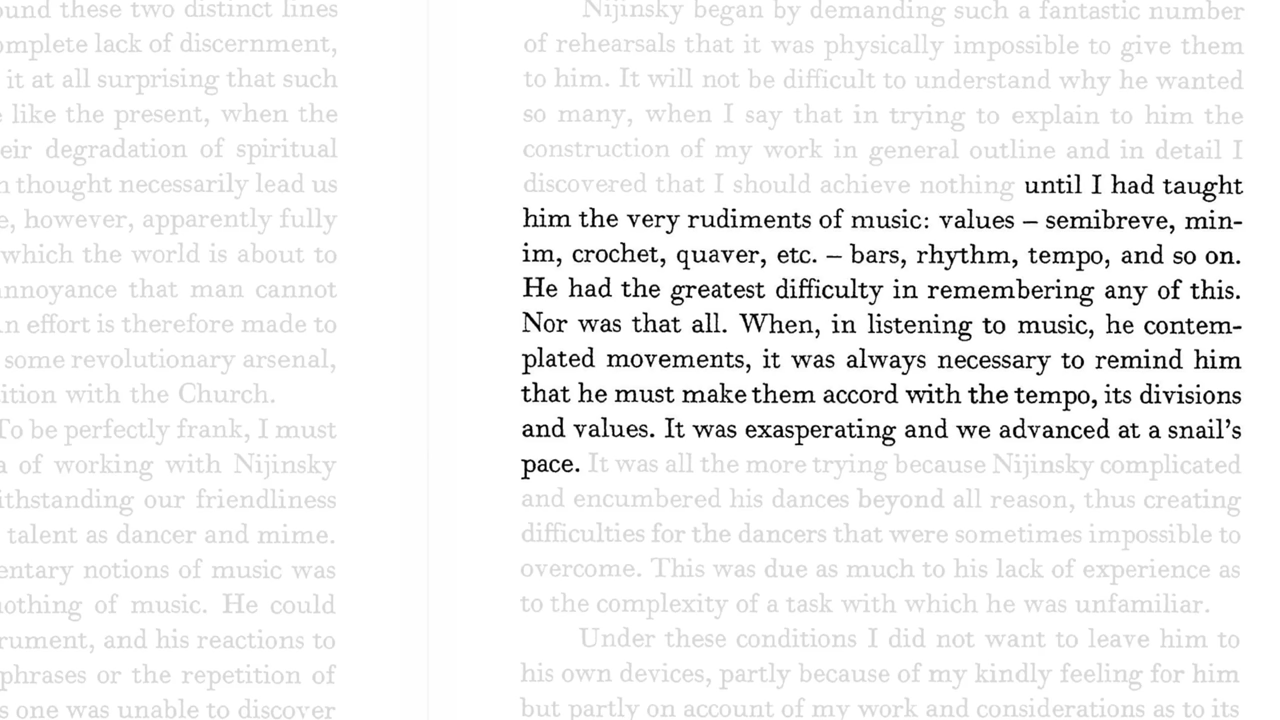 ound these two distinct lines
omplete lack of discernment,
it at all surprising that such
like the present, when the
eir degradation of spiritual
thought necessarily lead us
e, however, apparently fully
which the world is about to
nnoyance that man cannot
n effort is therefore made to
some revolutionary arsenal,
ition with the Church.
To be perfectly frank, I must
a of working with Nijinsky
ithstanding our friendliness
talent as dancer and mime.
entary notions of music was
nothing of music. He could
rument, and his reactions to
phrases or the repetition of
s one was unable to discover
Nijinsky began by demanding such a fantastic number
of rehearsals that it was physically impossible to give them
to him. It will not be difficult to understand why he wanted
so many, when I say that in trying to explain to him the
construction of my work in general outline and in detail I
discovered that I should achieve nothing until I had taught
him the very rudiments of music: values – semibreve, min-
im, crochet, quaver, etc. – bars, rhythm, tempo, and so on.
He had the greatest difficulty in remembering any of this.
Nor was that all. When, in listening to music, he contem-
plated movements, it was always necessary to remind him
that he must make them accord with the tempo, its divisions
and values. It was exasperating and we advanced at a snail's
pace. It was all the more trying because Nijinsky complicated
and encumbered his dances beyond all reason, thus creating
difficulties for the dancers that were sometimes impossible to
overcome. This was due as much to his lack of experience as
to the complexity of a task with which he was unfamiliar.
Under these conditions I did not want to leave him to
his own devices, partly because of my kindly feeling for him
but partly on account of my work and considerations as to its